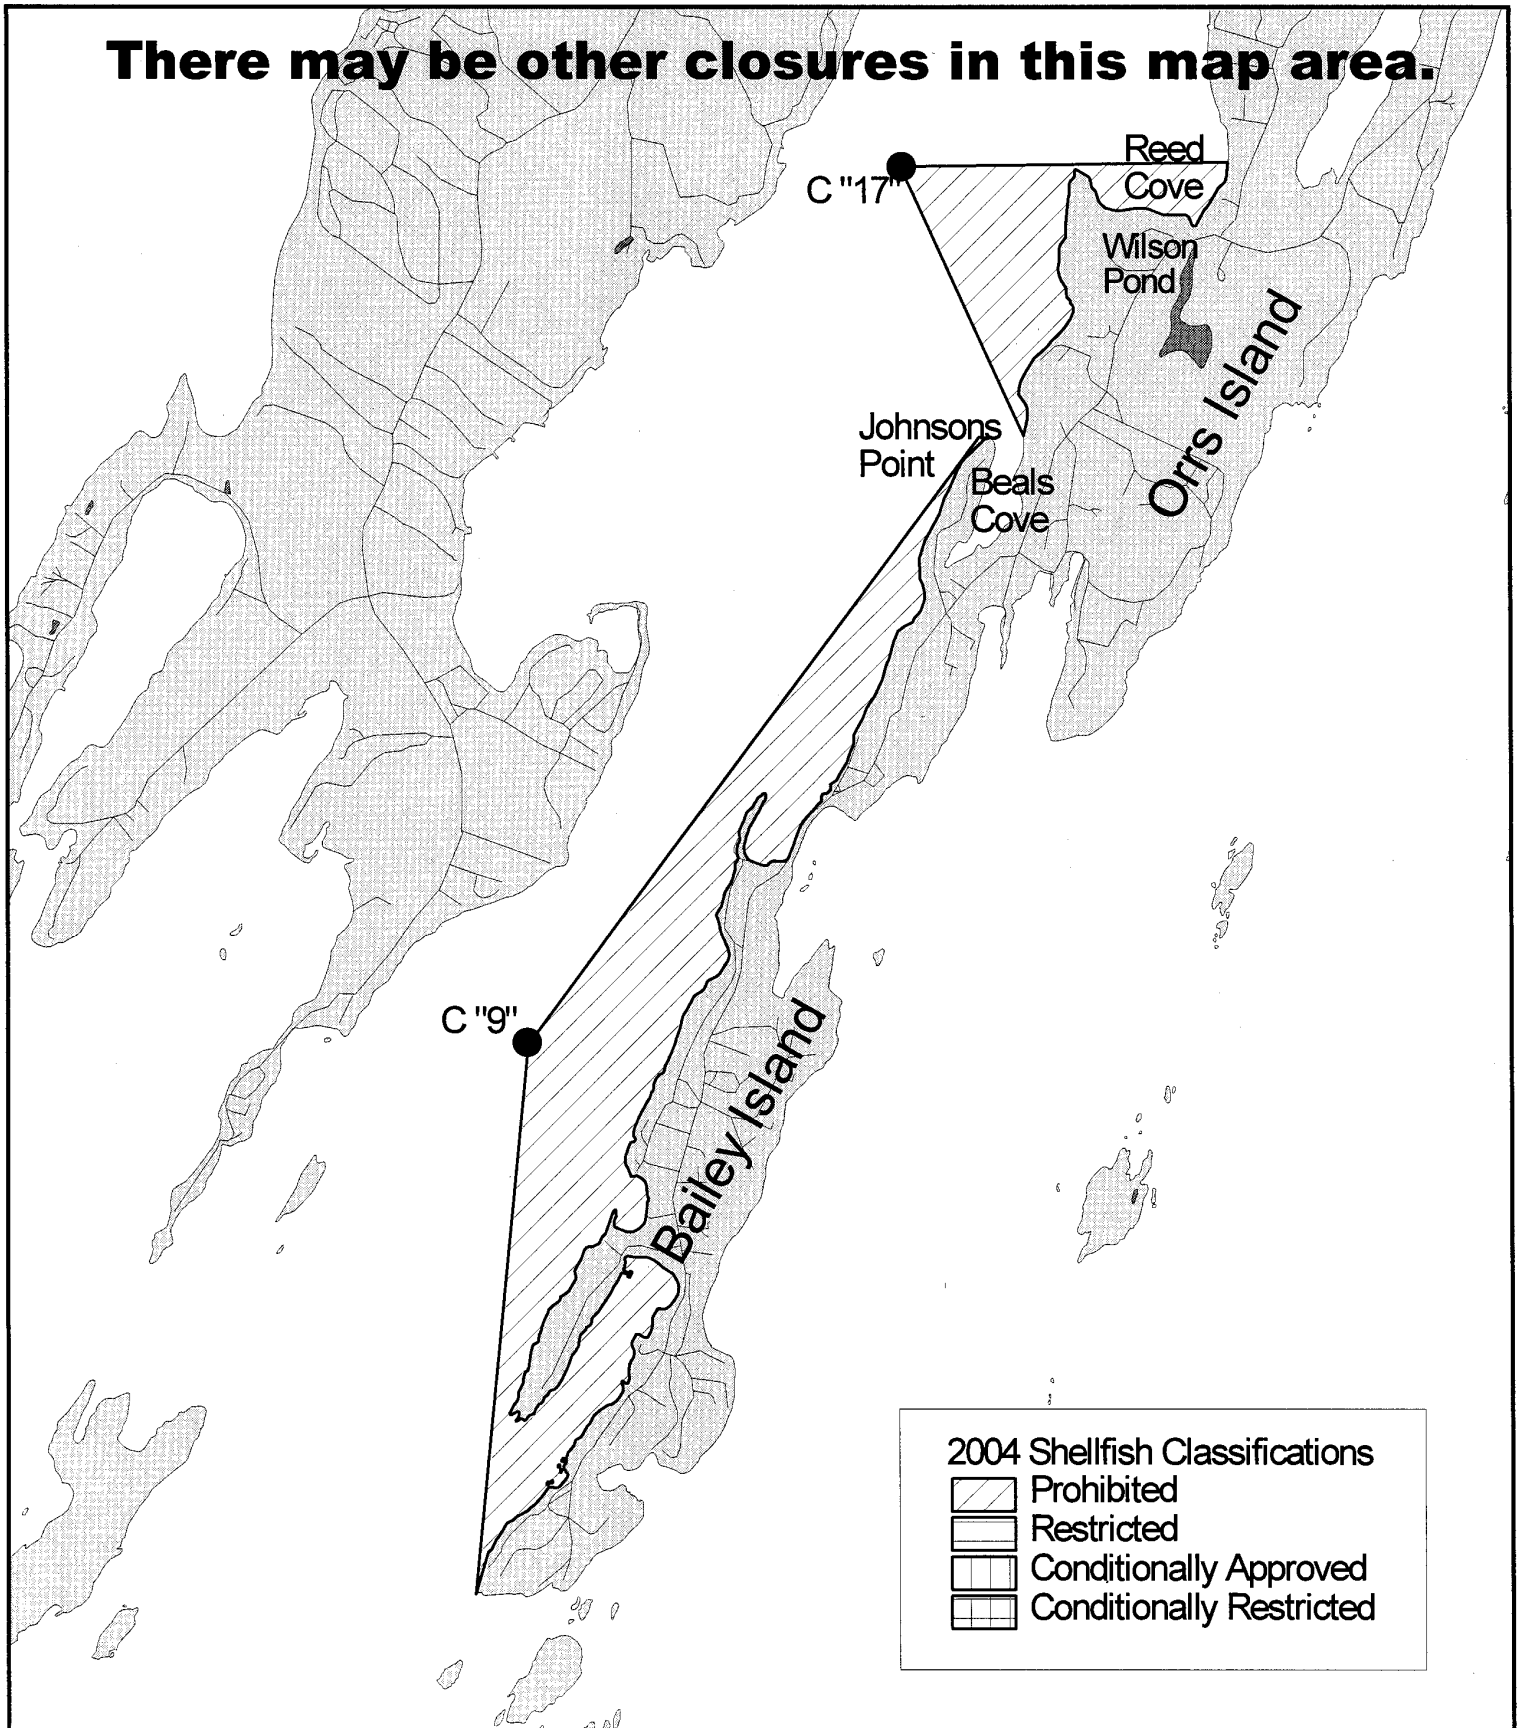 There may be other closures in this map area.
Reed
Cove
C "17"
Wilson
Pond
Orrs Island
Johnsons
Point
Beals
Cove
C "9"
Bailey Island
2004 Shellfish Classifications
Prohibited
Restricted
Conditionally Approved
Conditionally Restricted